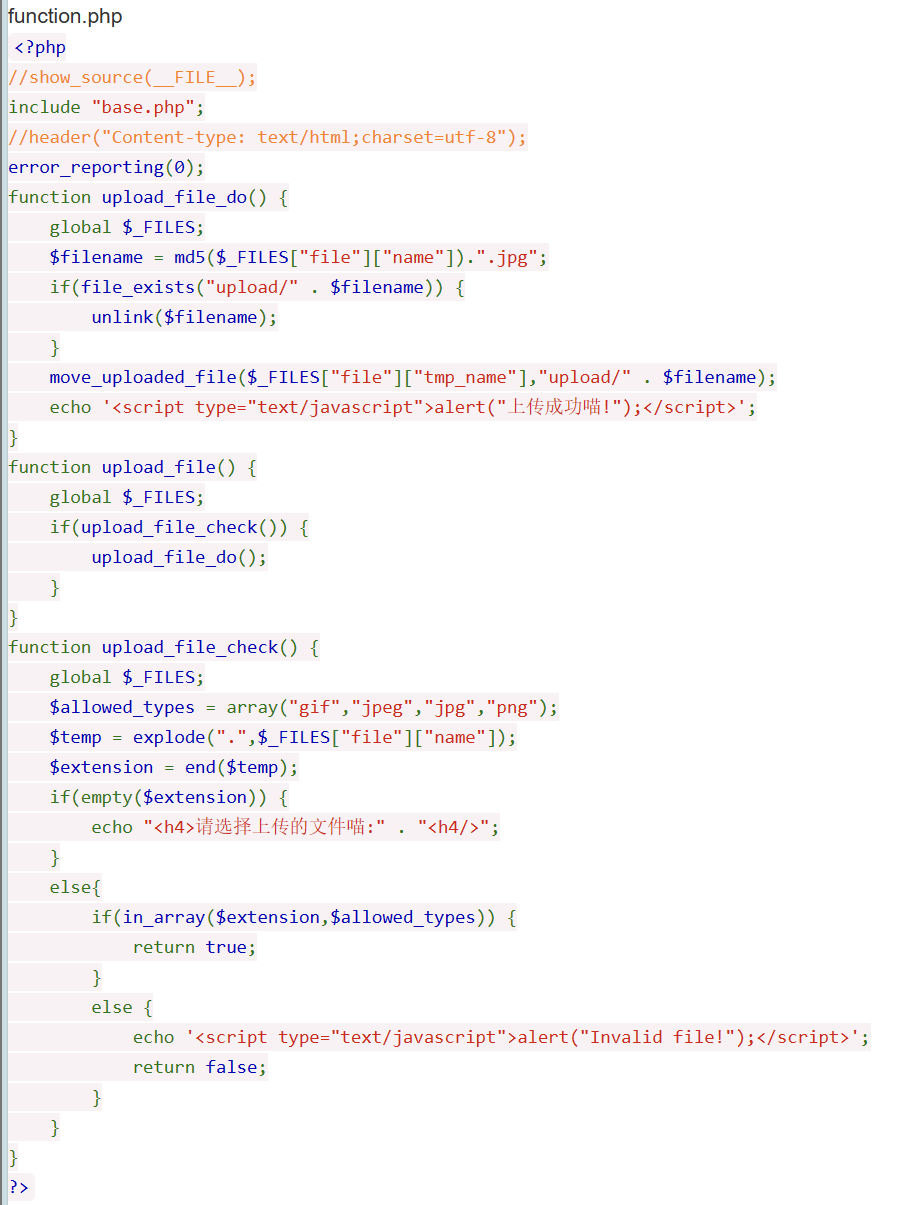 function.php
<?php
//show_source(__FILE__);
include "base.php";
//header("Content-type: text/html;charset=utf-8");
error_reporting(0);
function upload_file_do() {
    global $_FILES;
    $filename = md5($_FILES["file"]["name"]).".jpg";
    if(file_exists("upload/" . $filename)) {
        unlink($filename);
    }
    move_uploaded_file($_FILES["file"]["tmp_name"],"upload/" . $filename);
    echo '<script type="text/javascript">alert("上传成功喵!");</script>';
}
function upload_file() {
    global $_FILES;
    if(upload_file_check()) {
        upload_file_do();
    }
}
function upload_file_check() {
    global $_FILES;
    $allowed_types = array("gif","jpeg","jpg","png");
    $temp = explode(".",$_FILES["file"]["name"]);
    $extension = end($temp);
    if(empty($extension)) {
        echo "<h4>请选择上传的文件喵:" . "<h4/>";
    }
    else{
        if(in_array($extension,$allowed_types)) {
            return true;
        }
        else {
            echo '<script type="text/javascript">alert("Invalid file!");</script>';
            return false;
        }
    }
}
?>